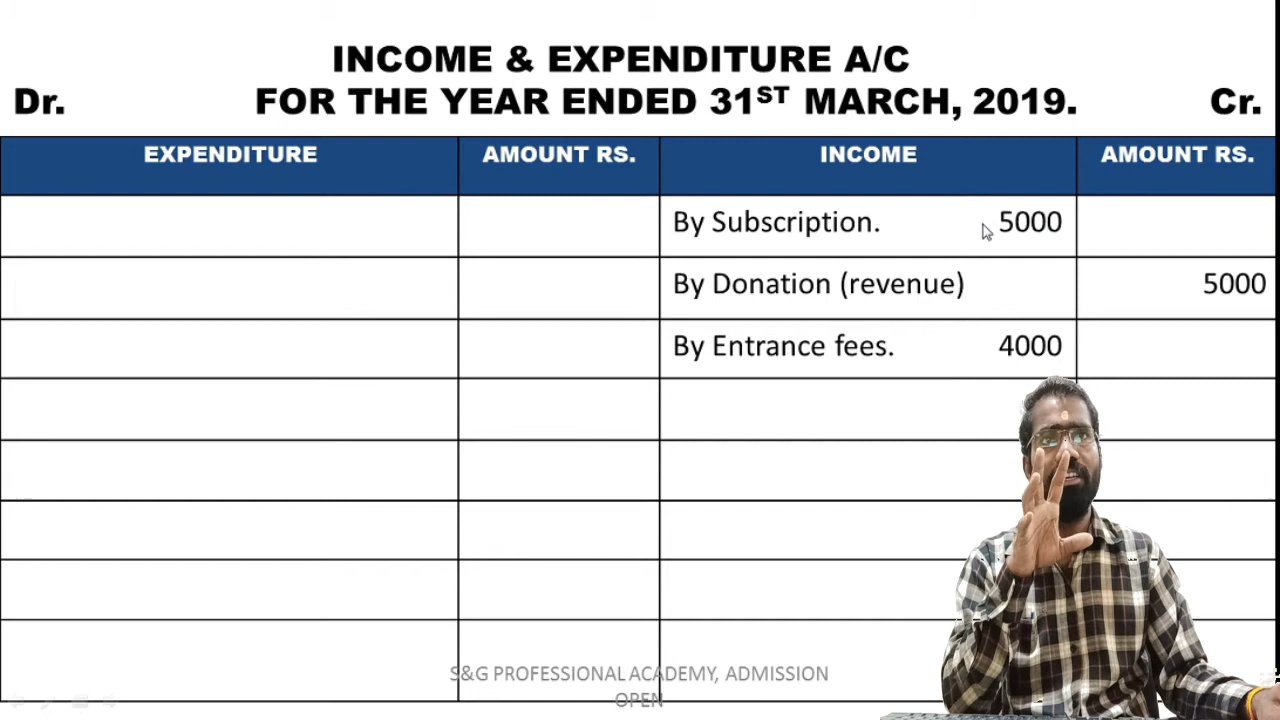 INCOME & EXPENDITURE A/C
Dr. FOR THE YEAR ENDED 31ST MARCH, 2019. Cr.
EXPENDITURE AMOUNT RS. INCOME AMOUNT RS.
By Subscription. 5000
By Donation (revenue) 5000
By Entrance fees. 4000
S&G PROFESSIONAL ACADEMY, ADMISSION
OPEN